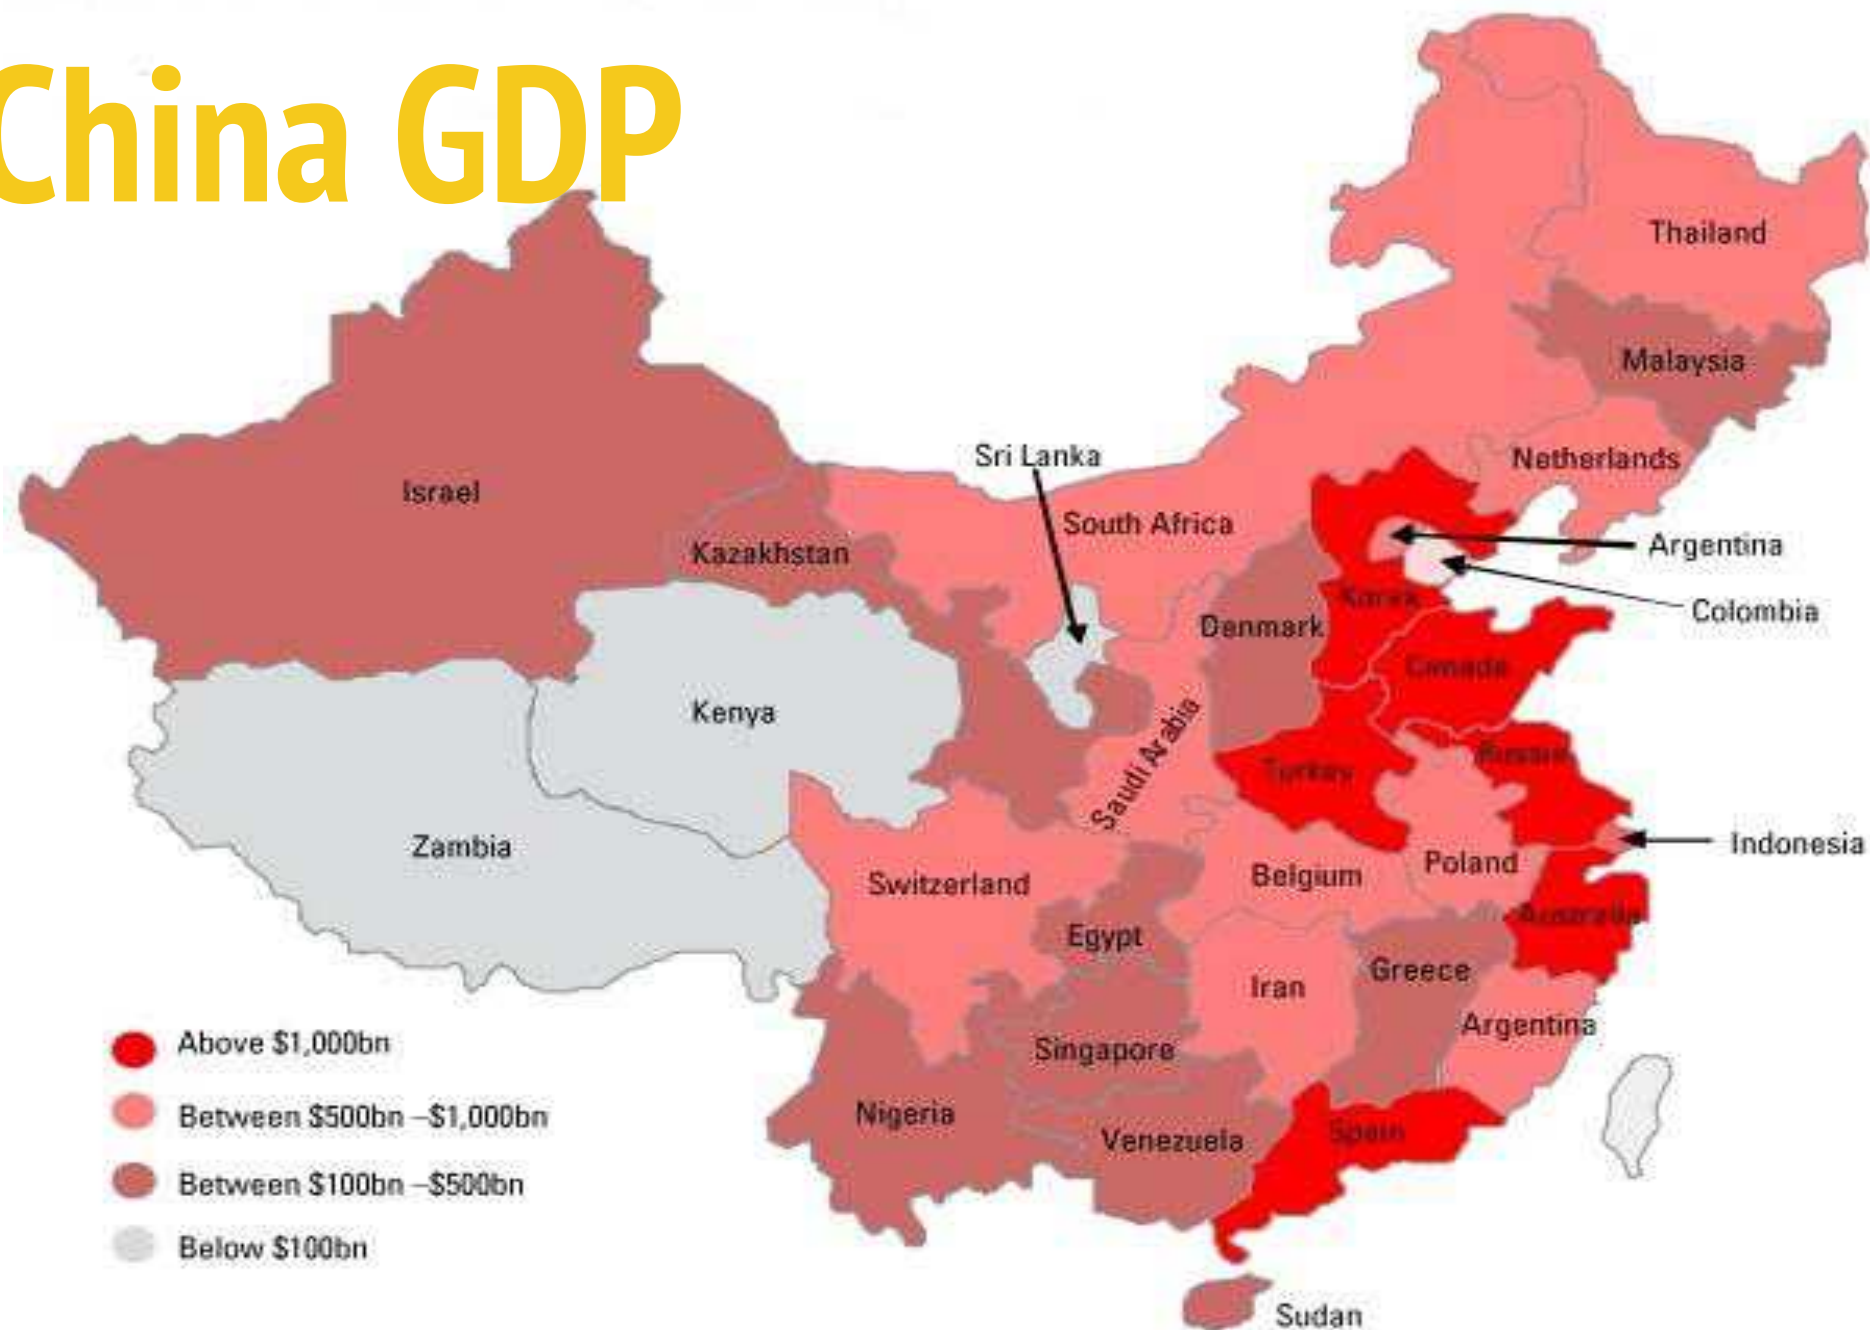 China GDP
Thailand
Malaysia
Netherlands
Sri Lanka
Israel
South Africa
Kazakhstan
Argentina
Korea
Colombia
Denmark
Canada
Kenya
Saudi Arabia
Russia
Turkey
Indonesia
Zambia
Poland
Belgium
Switzerland
Australia
Egypt
Greece
Iran
Argentina
Singapore
Nigeria
Venezuela
Spain
Sudan
Above $1,000bn
Between $500bn –$1,000bn
Between $100bn –$500bn
Below $100bn